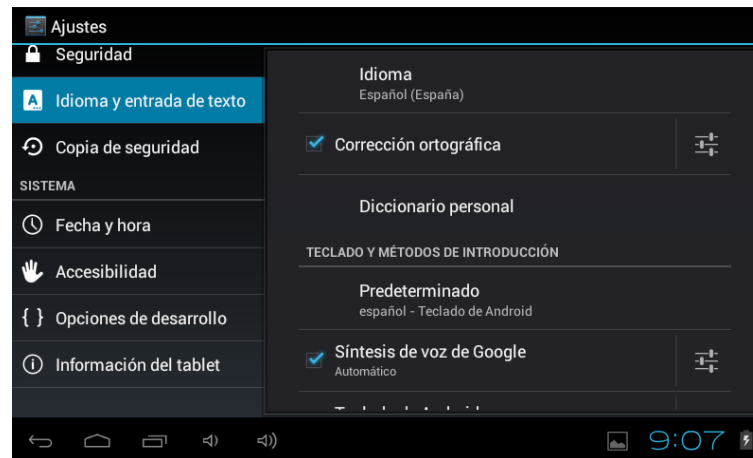 Ajustes
Seguridad
Idioma y entrada de texto
Copia de seguridad
SISTEMA
Fecha y hora
Accesibilidad
{ } Opciones de desarrollo
Información del tablet
Idioma
Español (España)
Corrección ortográfica
Diccionario personal
TECLADO Y MÉTODOS DE INTRODUCCIÓN
Predeterminado
español - Teclado de Android
Síntesis de voz de Google
Automático
9:07